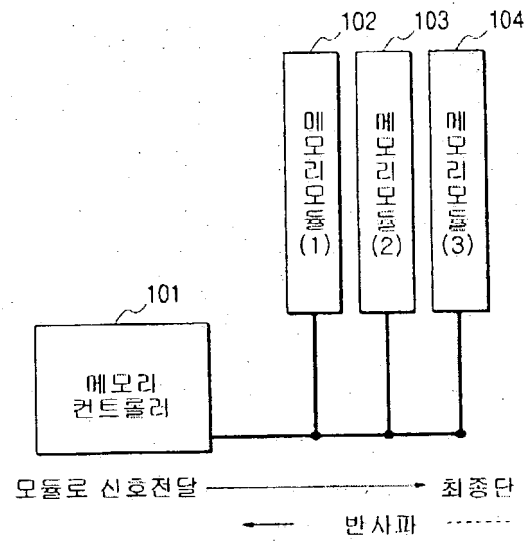 102
103
104
메모리모듈(1)
메모리모듈(2)
메모리모듈(3)
101
메모리
컨트롤러
모듈로 신호전달
최종단
반사파